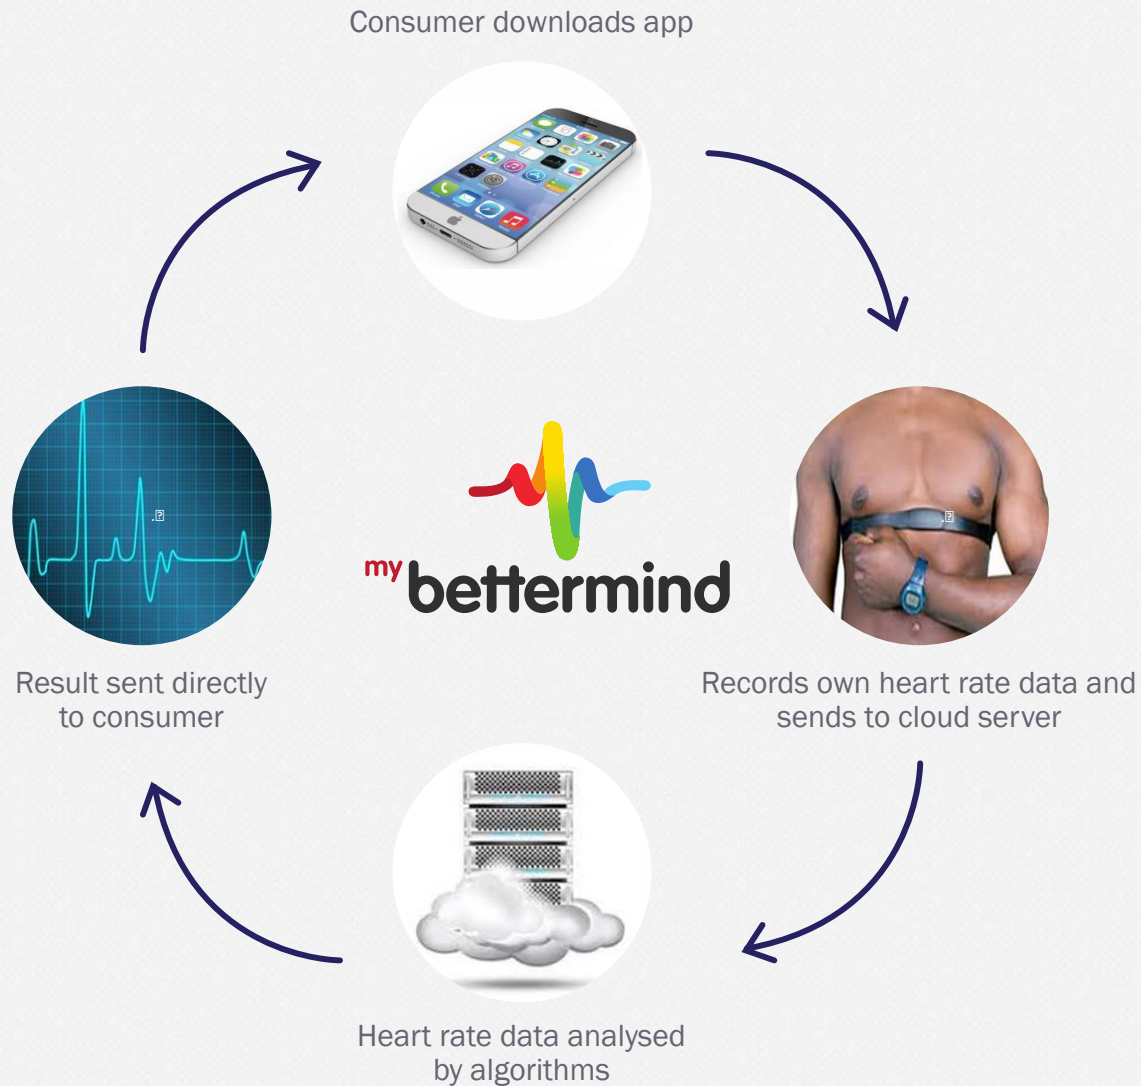 Consumer downloads app
my
bettermind
Result sent directly
to consumer
Records own heart rate data and
sends to cloud server
Heart rate data analysed
by algorithms